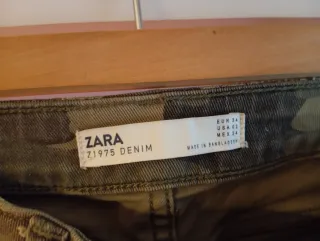 ZARA
Z1975 DENIM
EUR 34
USA 02
MEX 24
MADE IN BANGLADESH